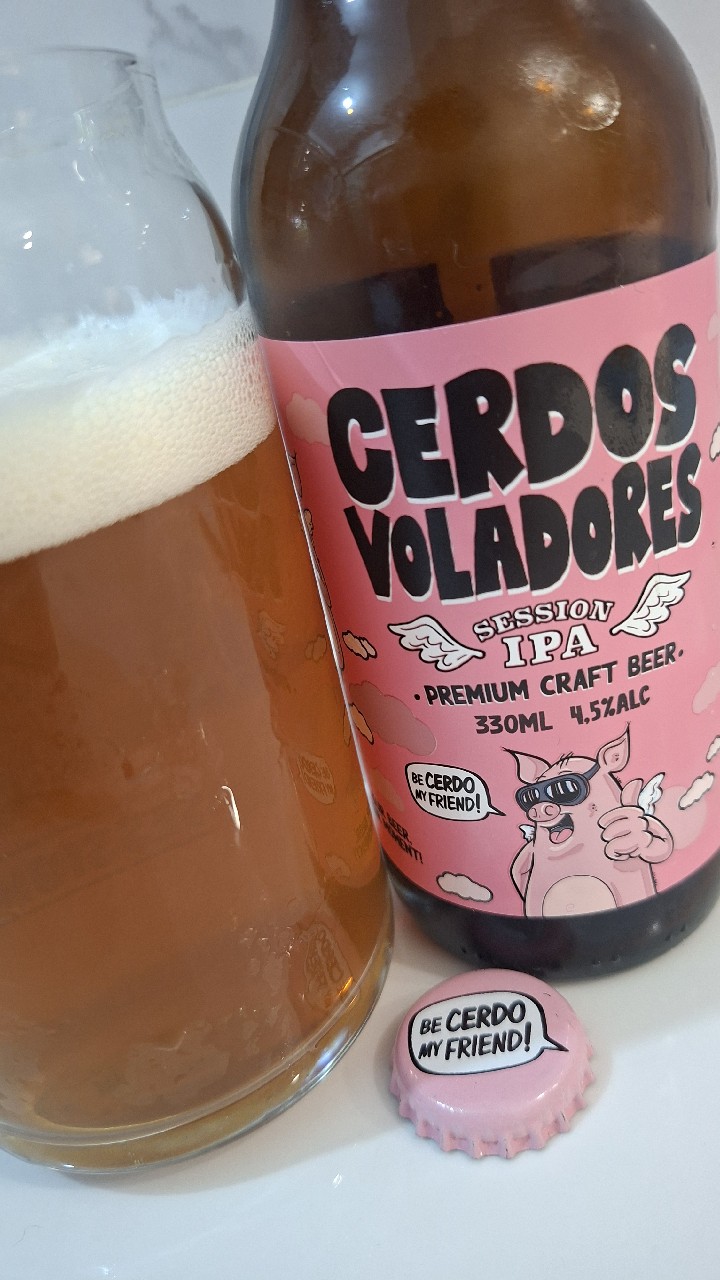 CERDOS
VOLADORES
SESSION
IPA
·PREMIUM CRAFT BEER·
330ML 4,5%ALC
BE CERDO
MY FRIEND!
BEER,
BE CERDO
MY FRIEND!